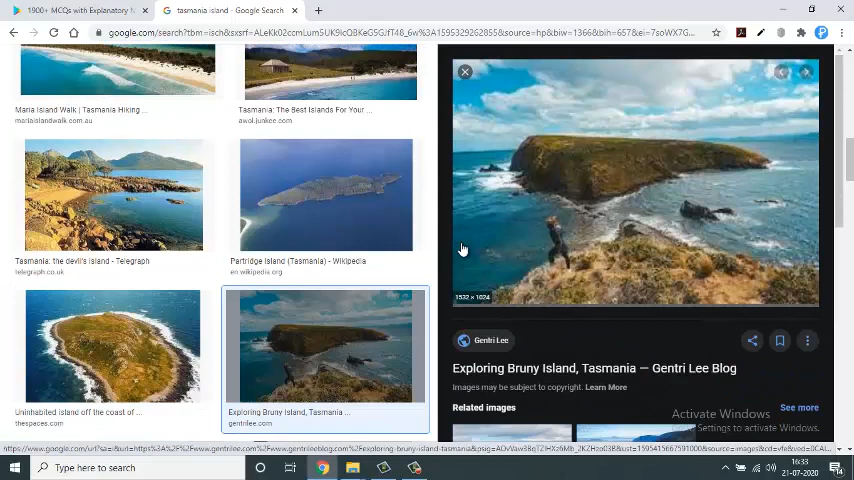 1900+ MCQs with Explanatory N
tasmania island - Google Search
google.com/search?tbm=isch&sxsrf=ALeKk02ccmLum5UK9icQBKeG5GJfT48_6w%3A1595329262855&source=hp&biw=1366&bih=657&ei=7soWX7G...
Maria Island Walk | Tasmania Hiking ...
mariaislandwalk.com.au
Tasmania: The Best Islands For Your ...
awol.junkee.com
Tasmania: the devil's island - Telegraph
telegraph.co.uk
Partridge Island (Tasmania) - Wikipedia
en.wikipedia.org
Uninhabited island off the coast of ...
thespaces.com
Exploring Bruny Island, Tasmania ...
gentrilee.com
1532 × 1024
Gentri Lee
Exploring Bruny Island, Tasmania — Gentri Lee Blog
Images may be subject to copyright. Learn More
Related images
See more
Activate Windows
Go to Settings to activate Windows.
Type here to search
16:33
21-07-2020
14